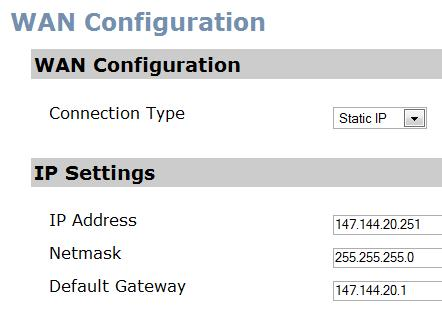 WAN Configuration
WAN Configuration
Connection Type Static IP
IP Settings
IP Address 147.144.20.251
Netmask 255.255.255.0
Default Gateway 147.144.20.1